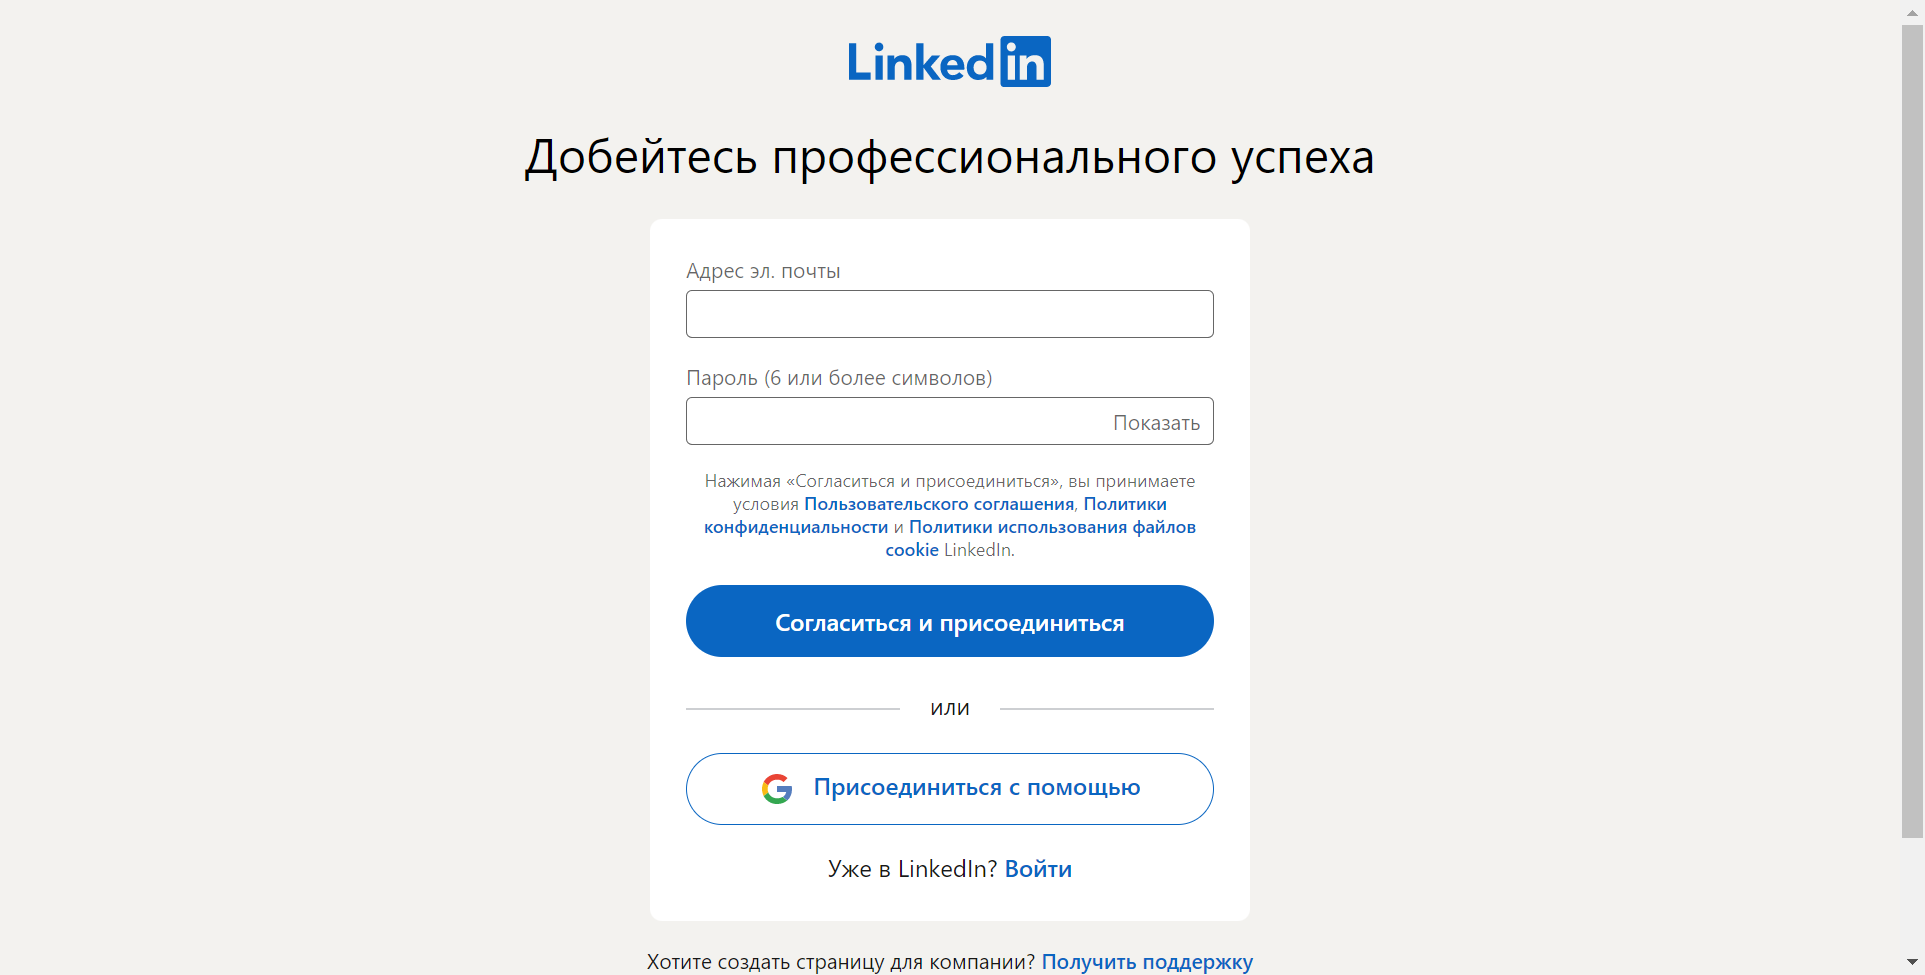 Linkedin
Добейтесь профессионального успеха
Адрес эл. почты
Пароль (6 или более символов)
Показать
Нажимая «Согласиться и присоединиться», вы принимаете
условия Пользовательского соглашения, Политики
конфиденциальности и Политики использования файлов
cookie LinkedIn.
Согласиться и присоединиться
или
Присоединиться с помощью
Уже в LinkedIn? Войти
Хотите создать страницу для компании? Получить поддержку